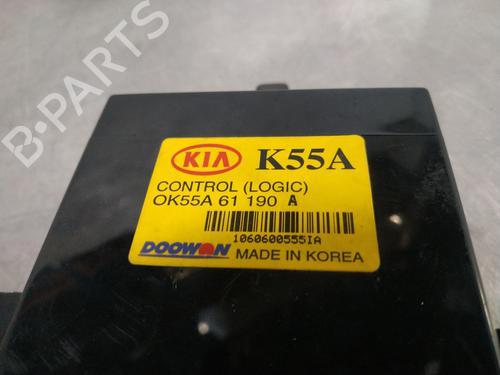 B-PARTS
KIA K55A
CONTROL (LOGIC)
OK55A 61 190 A
1060600555IA
DOOWON MADE IN KOREA